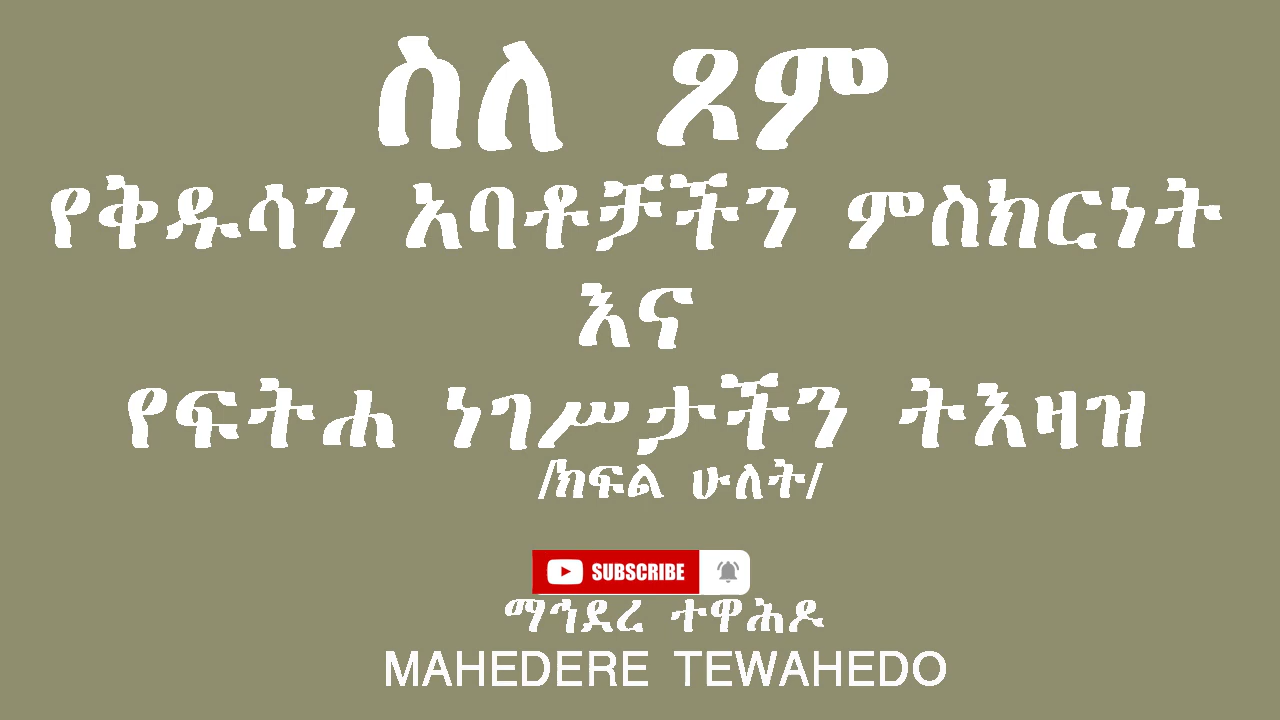 ስለ ጾም
የቅዱሳን አባቶቻችን ምስክርነት
እና
የፍትሐ ነገሥታችን ትእዛዝ
/ክፍል ሁለት/
SUBSCRIBE
ማኅደረ ተዋሕዶ
MAHEDERE TEWAHEDO